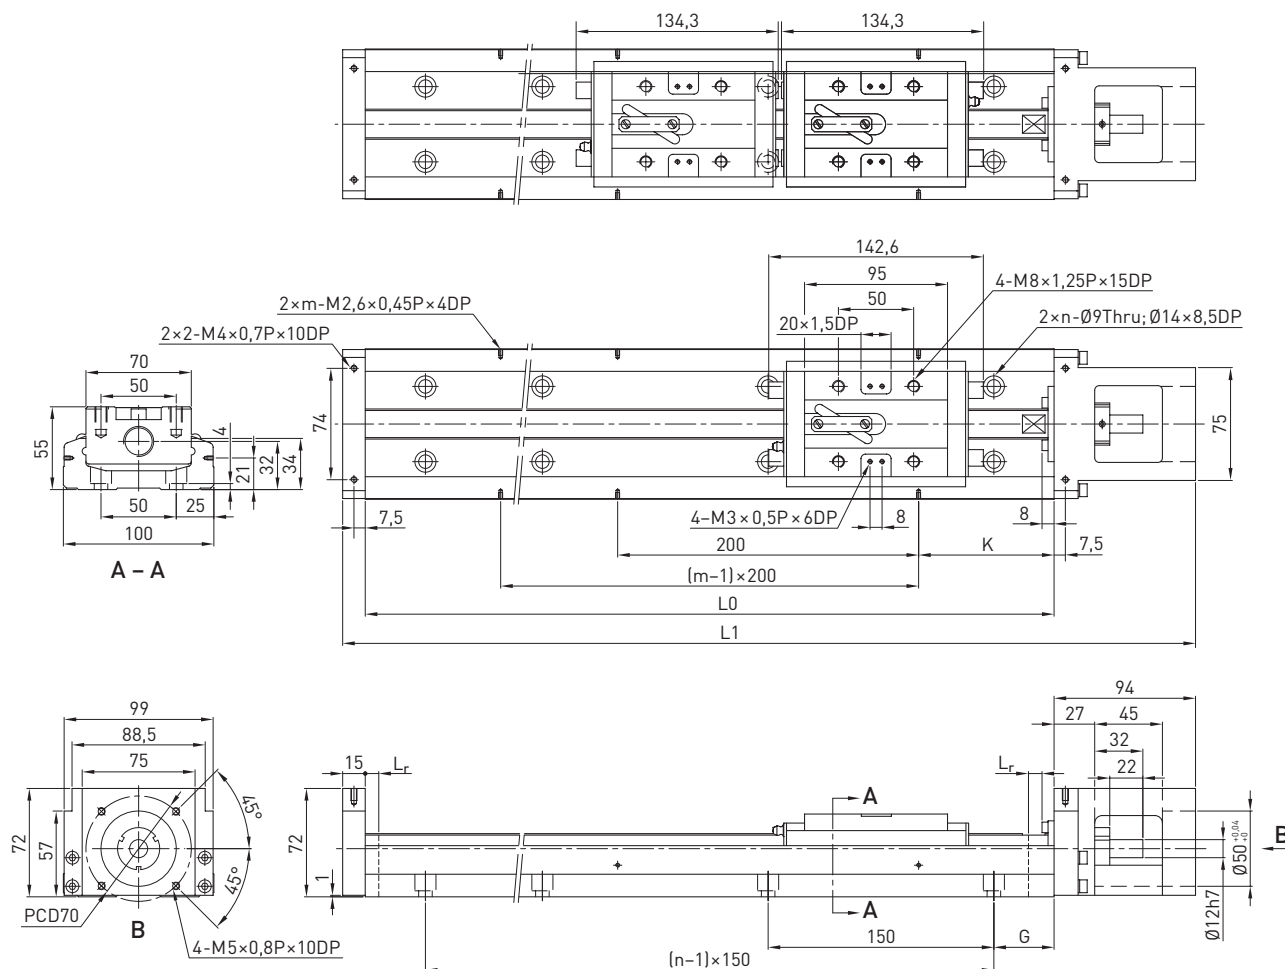 134,3
134,3
142,6
95
50
20×1,5DP
4-M8×1,25P×15DP
2×n-Ø9Thru; Ø14×8,5DP
2×m-M2,6×0,45P×4DP
2×2-M4×0,7P×10DP
70
50
55
4
21
32
34
50
25
100
A – A
74
75
7,5
4–M3×0,5P×6DP
8
8
200
K
7,5
(m–1)×200
L0
L1
99
88,5
75
72
57
45°
45°
PCD70
B
4-M5×0,8P×10DP
15
Lr
72
1
A
A
Lr
94
27
45
32
22
Ø50 +0,04 +0
Ø12h7
B
150
G
(n–1)×150